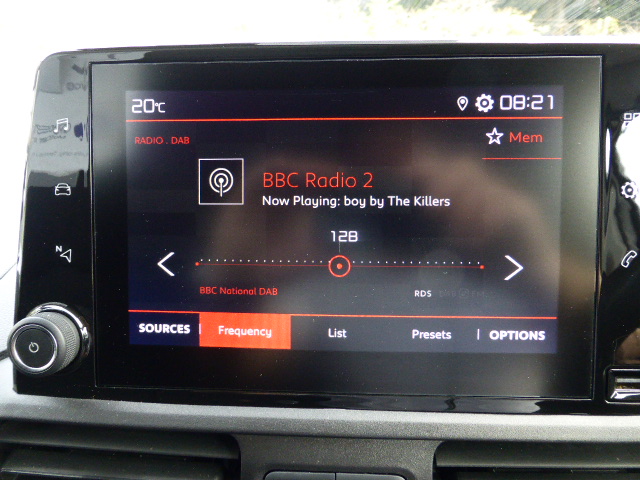 20°C 08:21
RADIO . DAB
Mem
BBC Radio 2
Now Playing: boy by The Killers
12B
BBC National DAB
RDS
SOURCES Frequency List Presets OPTIONS
N